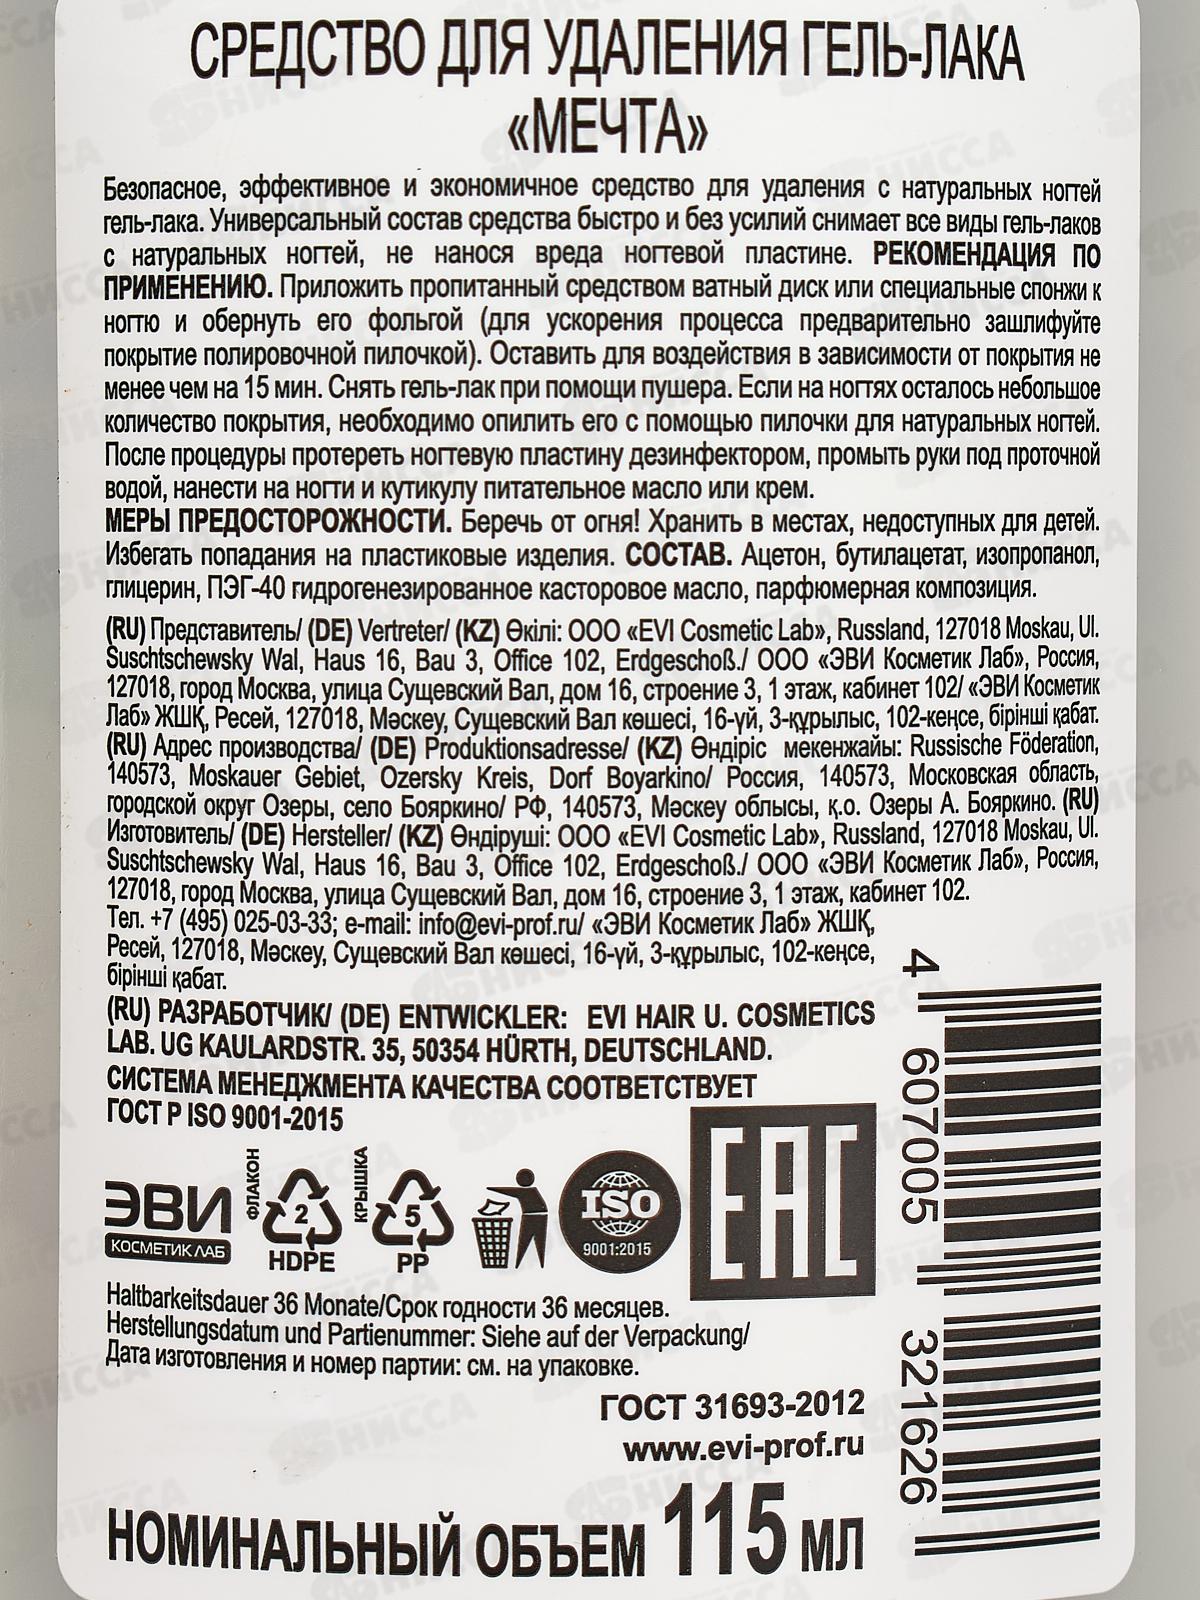 СРЕДСТВО ДЛЯ УДАЛЕНИЯ ГЕЛЬ-ЛАКА
«МЕЧТА»
Безопасное, эффективное и экономичное средство для удаления с натуральных ногтей
гель-лака. Универсальный состав средства быстро и без усилий снимает все виды гель-лаков
с натуральных ногтей, не нанося вреда ногтевой пластине. РЕКОМЕНДАЦИЯ ПО
ПРИМЕНЕНИЮ. Приложить пропитанный средством ватный диск или специальные спонжи к
ногтю и обернуть его фольгой (для ускорения процесса предварительно зашлифуйте
покрытие полировочной пилочкой). Оставить для воздействия в зависимости от покрытия не
менее чем на 15 мин. Снять гель-лак при помощи пушера. Если на ногтях осталось небольшое
количество покрытия, необходимо опилить его с помощью пилочки для натуральных ногтей.
После процедуры протереть ногтевую пластину дезинфектором, промыть руки под проточной
водой, нанести на ногти и кутикулу питательное масло или крем.
МЕРЫ ПРЕДОСТОРОЖНОСТИ. Беречь от огня! Хранить в местах, недоступных для детей.
Избегать попадания на пластиковые изделия. СОСТАВ. Ацетон, бутилацетат, изопропанол,
глицерин, ПЭГ-40 гидрогенезированное касторовое масло, парфюмерная композиция.
(RU) Представитель/ (DE) Vertreter/ (KZ) Өкілі: ООО «EVI Cosmetic Lab», Russland, 127018 Moskau, Ul.
Suschtschewsky Wal, Haus 16, Bau 3, Office 102, Erdgeschoß./ ООО «ЭВИ Косметик Лаб», Россия,
127018, город Москва, улица Сущевский Вал, дом 16, строение 3, 1 этаж, кабинет 102/ «ЭВИ Косметик
Лаб» ЖШҚ, Ресей, 127018, Мәскеу, Сущевский Вал көшесі, 16-үй, 3-құрылыс, 102-кеңсе, бірінші қабат.
(RU) Адрес производства/ (DE) Produktionsadresse/ (KZ) Өндіріс мекенжайы: Russische Föderation,
140573, Moskauer Gebiet, Ozersky Kreis, Dorf Boyarkino/ Россия, 140573, Московская область,
городской округ Озеры, село Бояркино/ РФ, 140573, Мәскеу облысы, қ.о. Озеры А. Бояркино. (RU)
Изготовитель/ (DE) Hersteller/ (KZ) Өндіруші: ООО «EVI Cosmetic Lab», Russland, 127018 Moskau, Ul.
Suschtschewsky Wal, Haus 16, Bau 3, Office 102, Erdgeschoß./ ООО «ЭВИ Косметик Лаб», Россия,
127018, город Москва, улица Сущевский Вал, дом 16, строение 3, 1 этаж, кабинет 102.
Тел. +7 (495) 025-03-33; e-mail: info@evi-prof.ru/ «ЭВИ Косметик Лаб» ЖШҚ,
Ресей, 127018, Мәскеу, Сущевский Вал көшесі, 16-үй, 3-құрылыс, 102-кеңсе,
бірінші қабат.
(RU) РАЗРАБОТЧИК/ (DE) ENTWICKLER: EVI HAIR U. COSMETICS
LAB. UG KAULARDSTR. 35, 50354 HÜRTH, DEUTSCHLAND.
СИСТЕМА МЕНЕДЖМЕНТА КАЧЕСТВА СООТВЕТСТВУЕТ
ГОСТ Р ISO 9001-2015
ЭВИ
КОСМЕТИК ЛАБ
ФЛАКОН
2
HDPE
КРЫШКА
5
PP
ISO
9001:2015
EAC
Haltbarkeitsdauer 36 Monate/Срок годности 36 месяцев.
Herstellungsdatum und Partienummer: Siehe auf der Verpackung/
Дата изготовления и номер партии: см. на упаковке.
ГОСТ 31693-2012
www.evi-prof.ru
НОМИНАЛЬНЫЙ ОБЪЕМ 115 МЛ
4 607005 321626